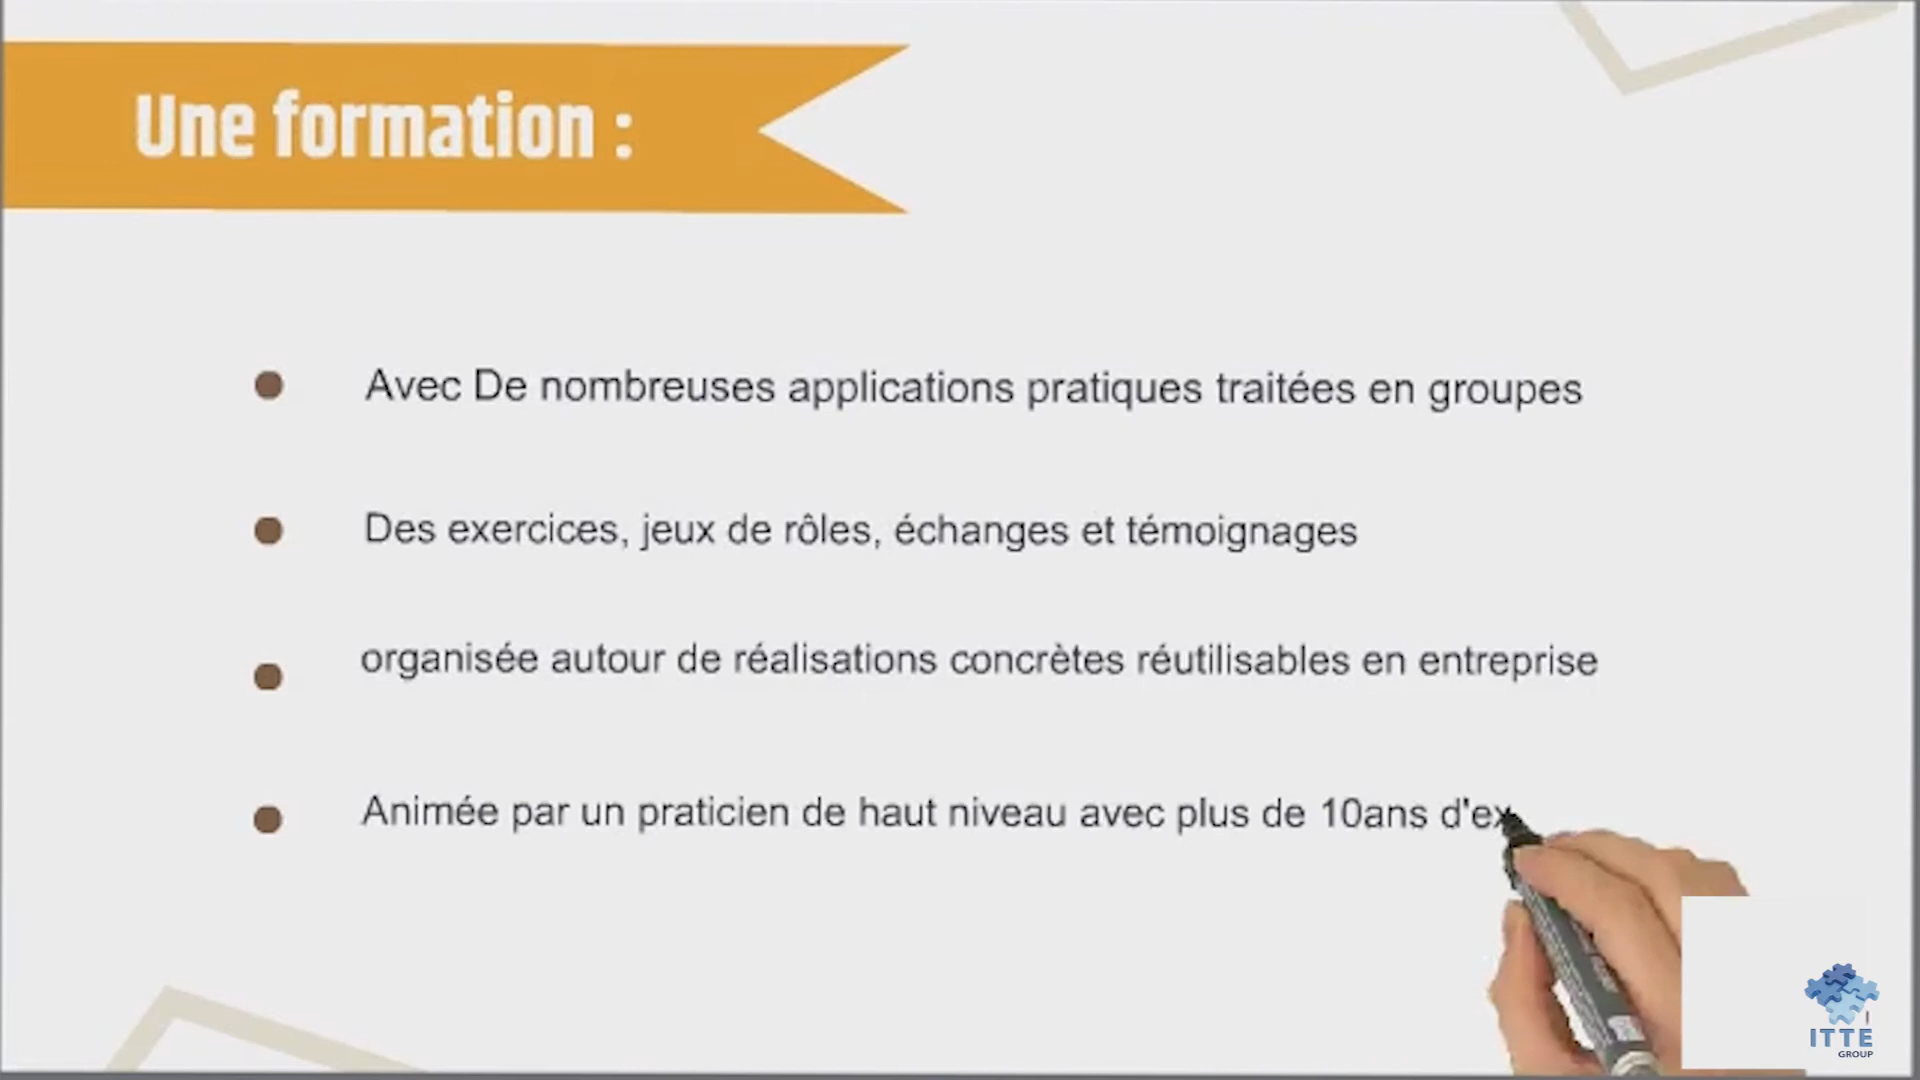 Une formation :
Avec De nombreuses applications pratiques traitées en groupes
Des exercices, jeux de rôles, échanges et témoignages
organisée autour de réalisations concrètes réutilisables en entreprise
Animée par un praticien de haut niveau avec plus de 10ans d'ex
ITTE
GROUP